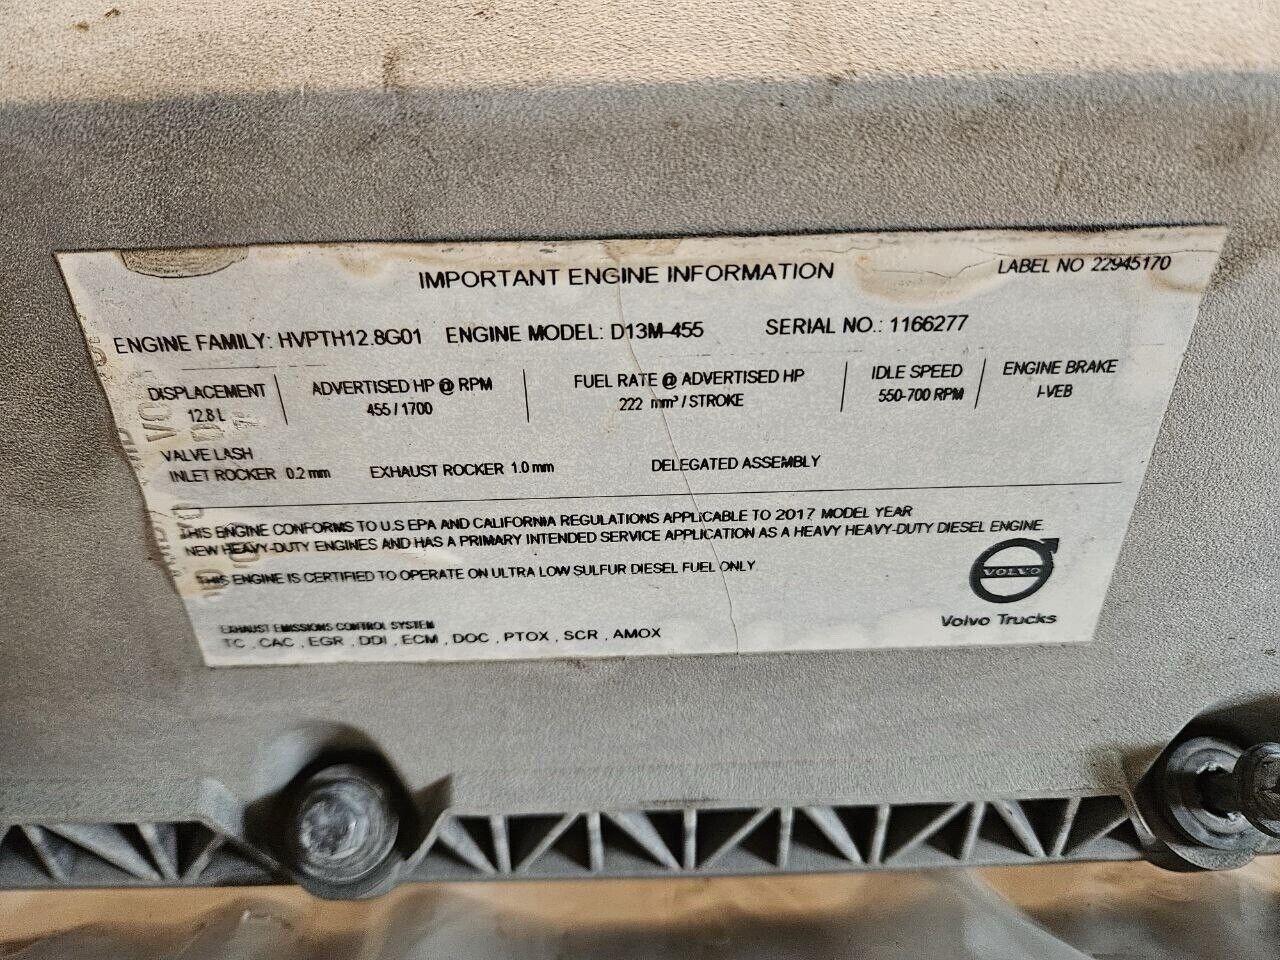 IMPORTANT ENGINE INFORMATION
LABEL NO 22945170
ENGINE FAMILY: HVPTH12.8G01 ENGINE MODEL: D13M-455 SERIAL NO.: 1166277
DISPLACEMENT
12.8 L
ADVERTISED HP @ RPM
455 / 1700
FUEL RATE @ ADVERTISED HP
222 mm³ / STROKE
IDLE SPEED
550-700 RPM
ENGINE BRAKE
I-VEB
VALVE LASH
INLET ROCKER 0.2 mm EXHAUST ROCKER 1.0 mm DELEGATED ASSEMBLY
THIS ENGINE CONFORMS TO U.S EPA AND CALIFORNIA REGULATIONS APPLICABLE TO 2017 MODEL YEAR
NEW HEAVY-DUTY ENGINES AND HAS A PRIMARY INTENDED SERVICE APPLICATION AS A HEAVY HEAVY-DUTY DIESEL ENGINE.
THIS ENGINE IS CERTIFIED TO OPERATE ON ULTRA LOW SULFUR DIESEL FUEL ONLY
EXHAUST EMISSIONS CONTROL SYSTEM
TC , CAC , EGR , DDI , ECM , DOC , PTOX , SCR , AMOX
VOLVO
Volvo Trucks